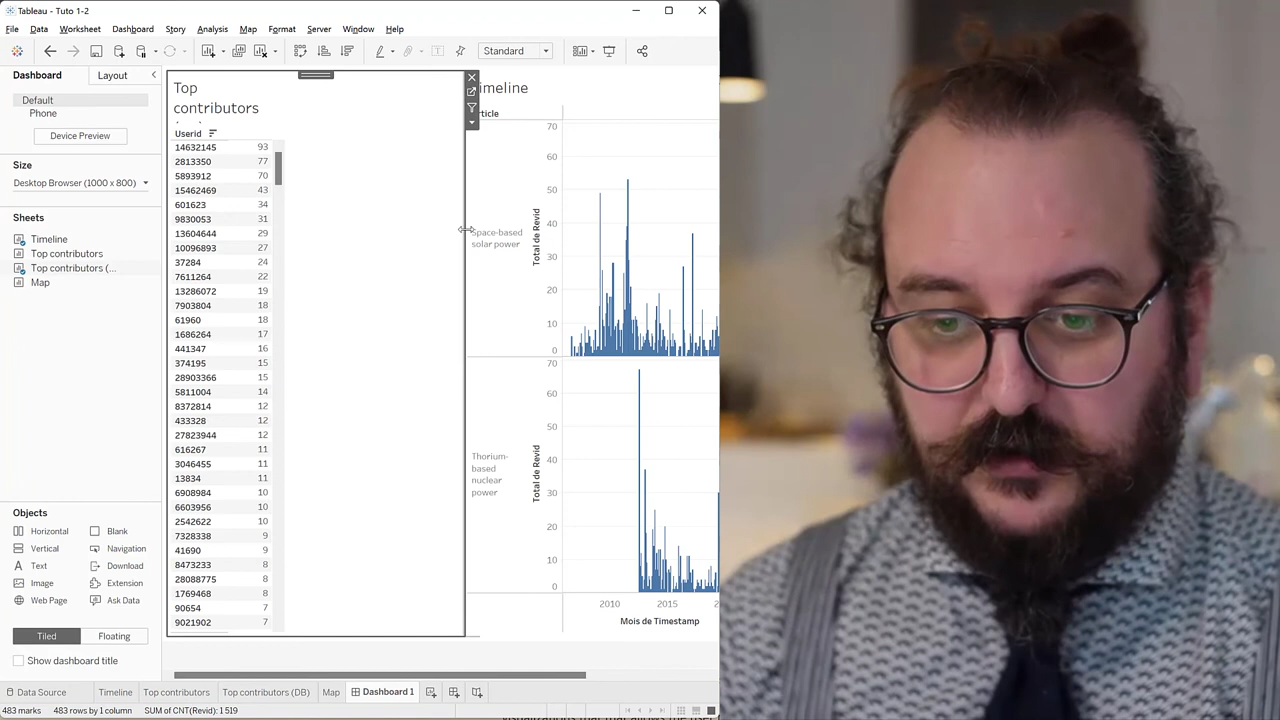 Tableau - Tuto 1-2
File Data Worksheet Dashboard Story Analysis Map Format Server Window Help
Standard
Dashboard Layout
Default
Phone
Device Preview
Size
Desktop Browser (1000 x 800)
Sheets
Timeline
Top contributors
Top contributors (...
Map
Objects
Horizontal Blank
Vertical Navigation
Text Download
Image Extension
Web Page Ask Data
Tiled Floating
Show dashboard title
Top
contributors
Userid
14632145 93
2813350 77
5893912 70
15462469 43
601623 34
9830053 31
13604644 29
10096893 27
37284 24
7611264 22
13286072 19
7903804 18
61960 18
1686264 17
441347 16
374195 15
28903366 15
5811004 14
8372814 12
433328 12
27823944 12
616267 11
3046455 11
13834 11
6908984 10
6603956 10
2542622 10
7328338 9
41690 9
8473233 8
28088775 8
1769468 8
90654 7
9021902 7
imeline
rticle
Space-based
solar power
Total de Revid
70
60
50
40
30
20
10
0
Thorium-
based
nuclear
power
Total de Revid
70
60
50
40
30
20
10
0
2010 2015 2
Mois de Timestamp
Data Source Timeline Top contributors Top contributors (DB) Map Dashboard 1
483 marks 483 rows by 1 column SUM of CNT(Revid): 1 519